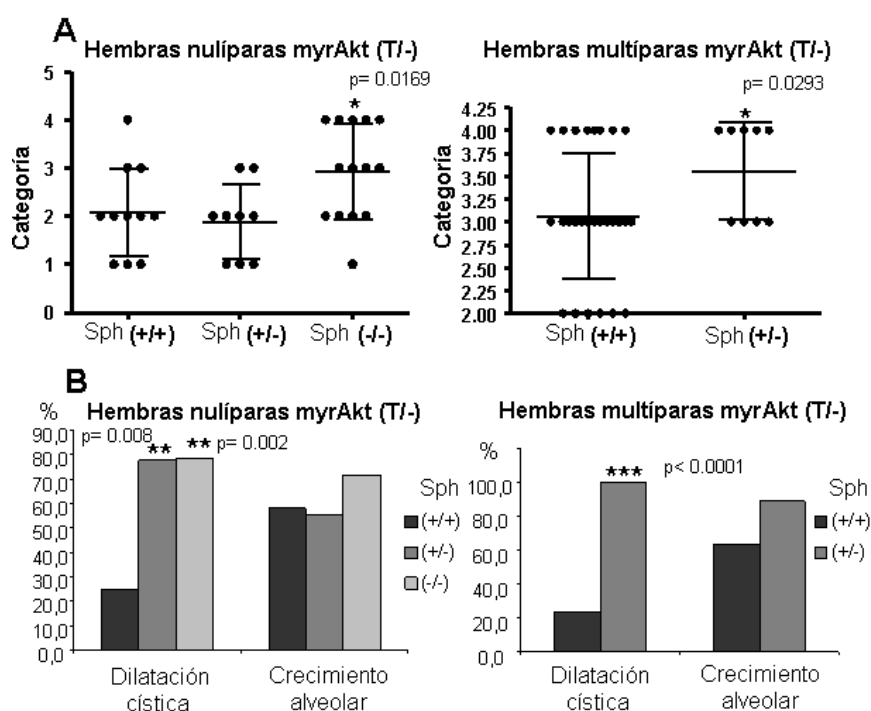 A
Hembras nulíparas myrAkt (T/-)
p= 0.0169
*
Categoría
5
4
3
2
1
0
Sph (+/+)
Sph (+/-)
Sph (-/-)
Hembras multíparas myrAkt (T/-)
p= 0.0293
*
Categoría
4.25
4.00
3.75
3.50
3.25
3.00
2.75
2.50
2.25
2.00
Sph (+/+)
Sph (+/-)
B
%
Hembras nulíparas myrAkt (T/-)
p= 0.008
**
**
p= 0.002
90,0
80,0
70,0
60,0
50,0
40,0
30,0
20,0
10,0
0,0
Dilatación
cística
Crecimiento
alveolar
Sph
(+/+)
(+/-)
(-/-)
Hembras multíparas myrAkt (T/-)
%
***
p< 0.0001
100,0
80,0
60,0
40,0
20,0
0,0
Dilatación
cística
Crecimiento
alveolar
Sph
(+/+)
(+/-)